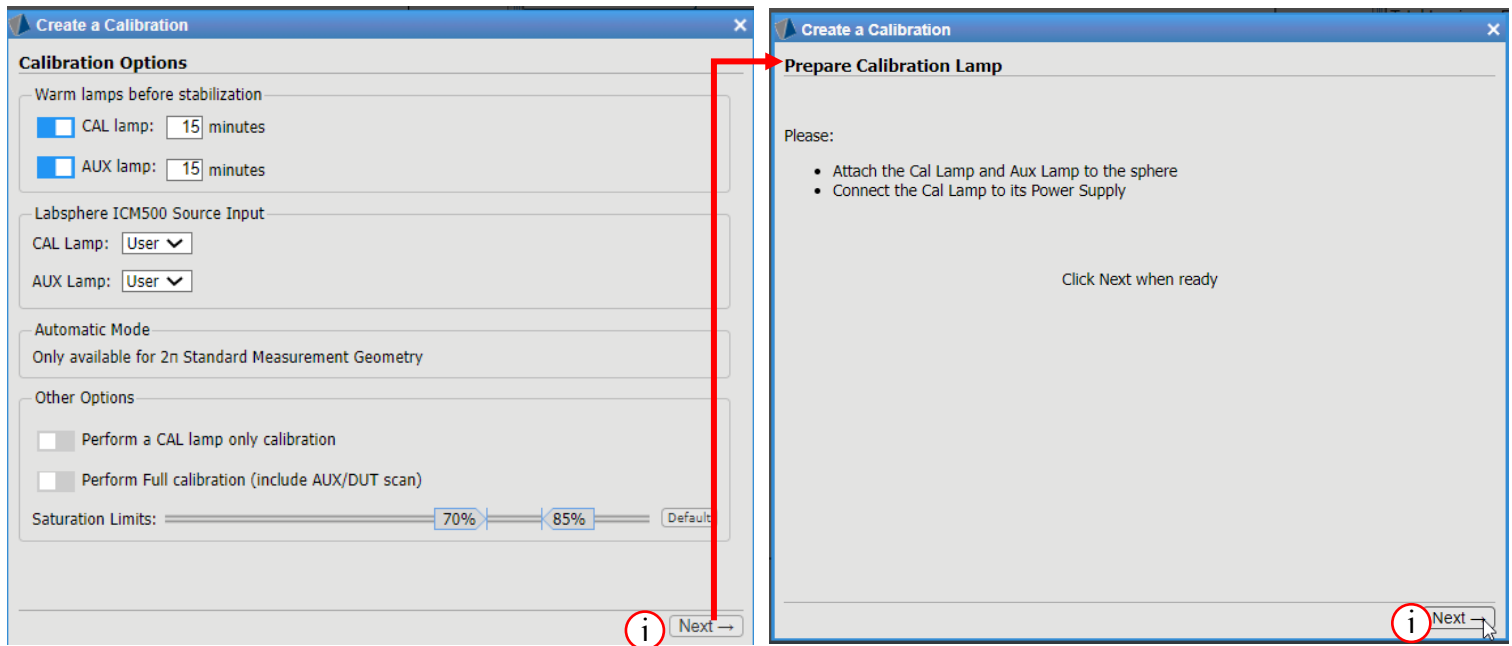 Create a Calibration
Calibration Options
Warm lamps before stabilization
CAL lamp: 15 minutes
AUX lamp: 15 minutes
Labsphere ICM500 Source Input
CAL Lamp: User
AUX Lamp: User
Automatic Mode
Only available for 2п Standard Measurement Geometry
Other Options
Perform a CAL lamp only calibration
Perform Full calibration (include AUX/DUT scan)
Saturation Limits: 70% 85% Default
i Next →
Create a Calibration
Prepare Calibration Lamp
Please:
• Attach the Cal Lamp and Aux Lamp to the sphere
• Connect the Cal Lamp to its Power Supply
Click Next when ready
i Next →